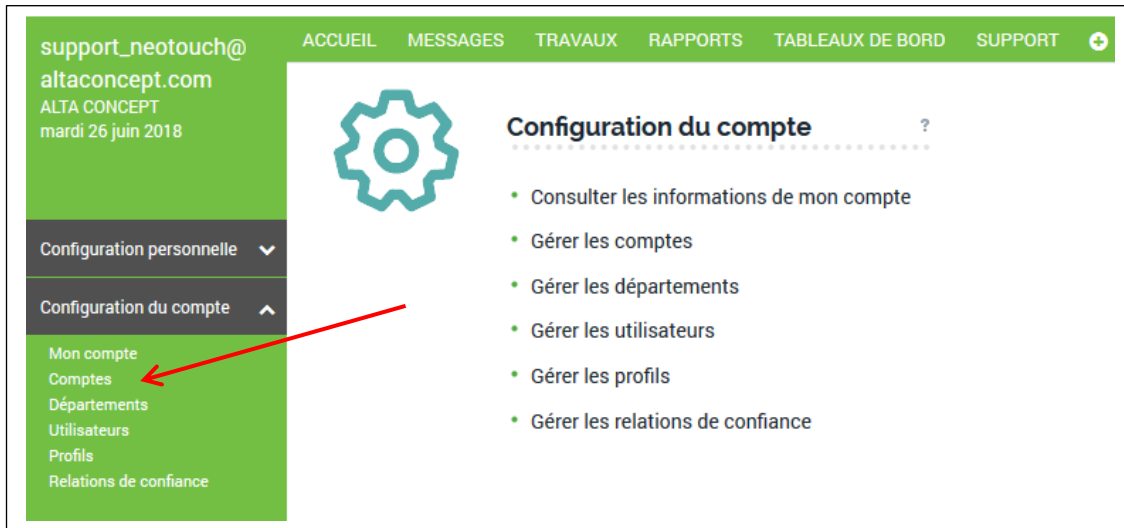 support_neotouch@
altaconcept.com
ALTA CONCEPT
mardi 26 juin 2018
ACCUEIL MESSAGES TRAVAUX RAPPORTS TABLEAUX DE BORD SUPPORT
Configuration personnelle
Configuration du compte
Mon compte
Comptes
Départements
Utilisateurs
Profils
Relations de confiance
Configuration du compte ?
• Consulter les informations de mon compte
• Gérer les comptes
• Gérer les départements
• Gérer les utilisateurs
• Gérer les profils
• Gérer les relations de confiance